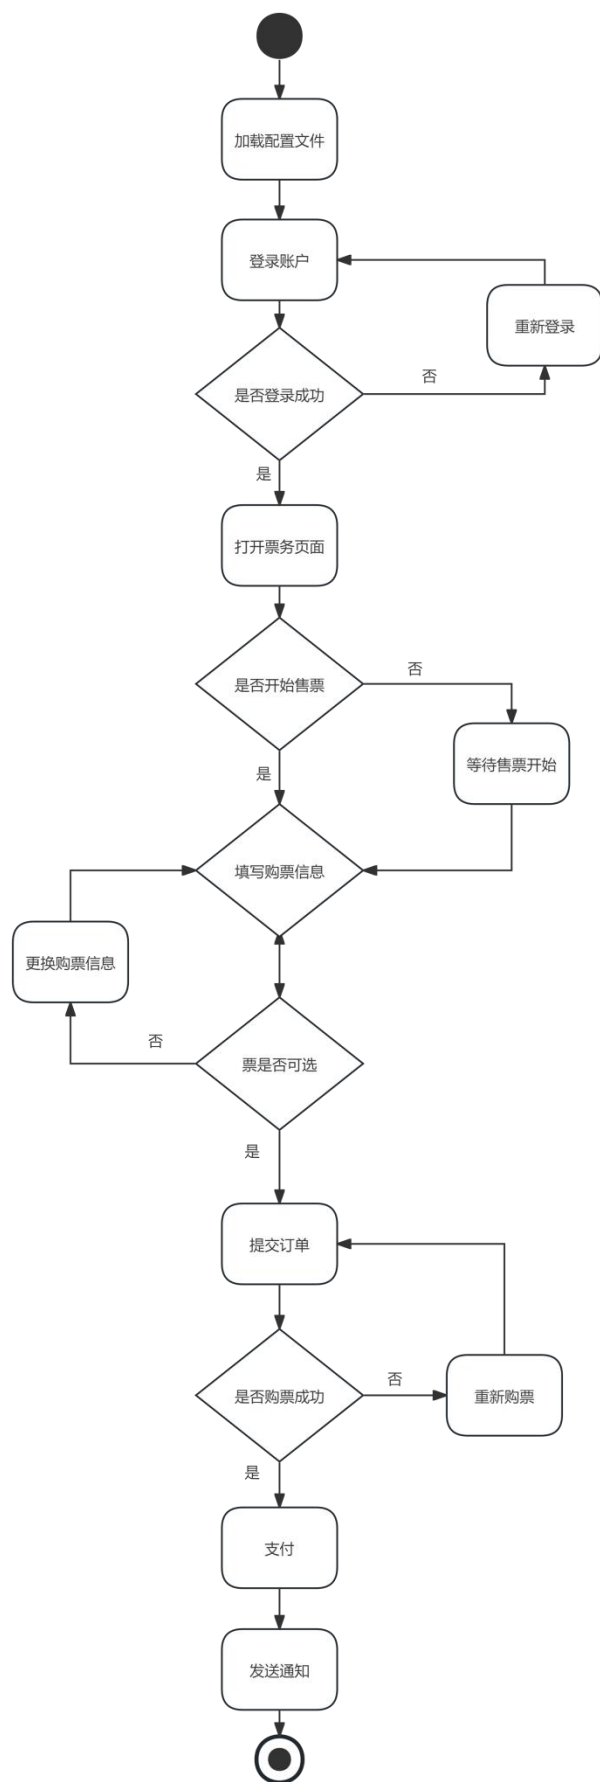 加载配置文件
登录账户
重新登录
否
是否登录成功
是
打开票务页面
否
是否开始售票
等待售票开始
是
填写购票信息
更换购票信息
否
票是否可选
是
提交订单
否
是否购票成功
重新购票
是
支付
发送通知